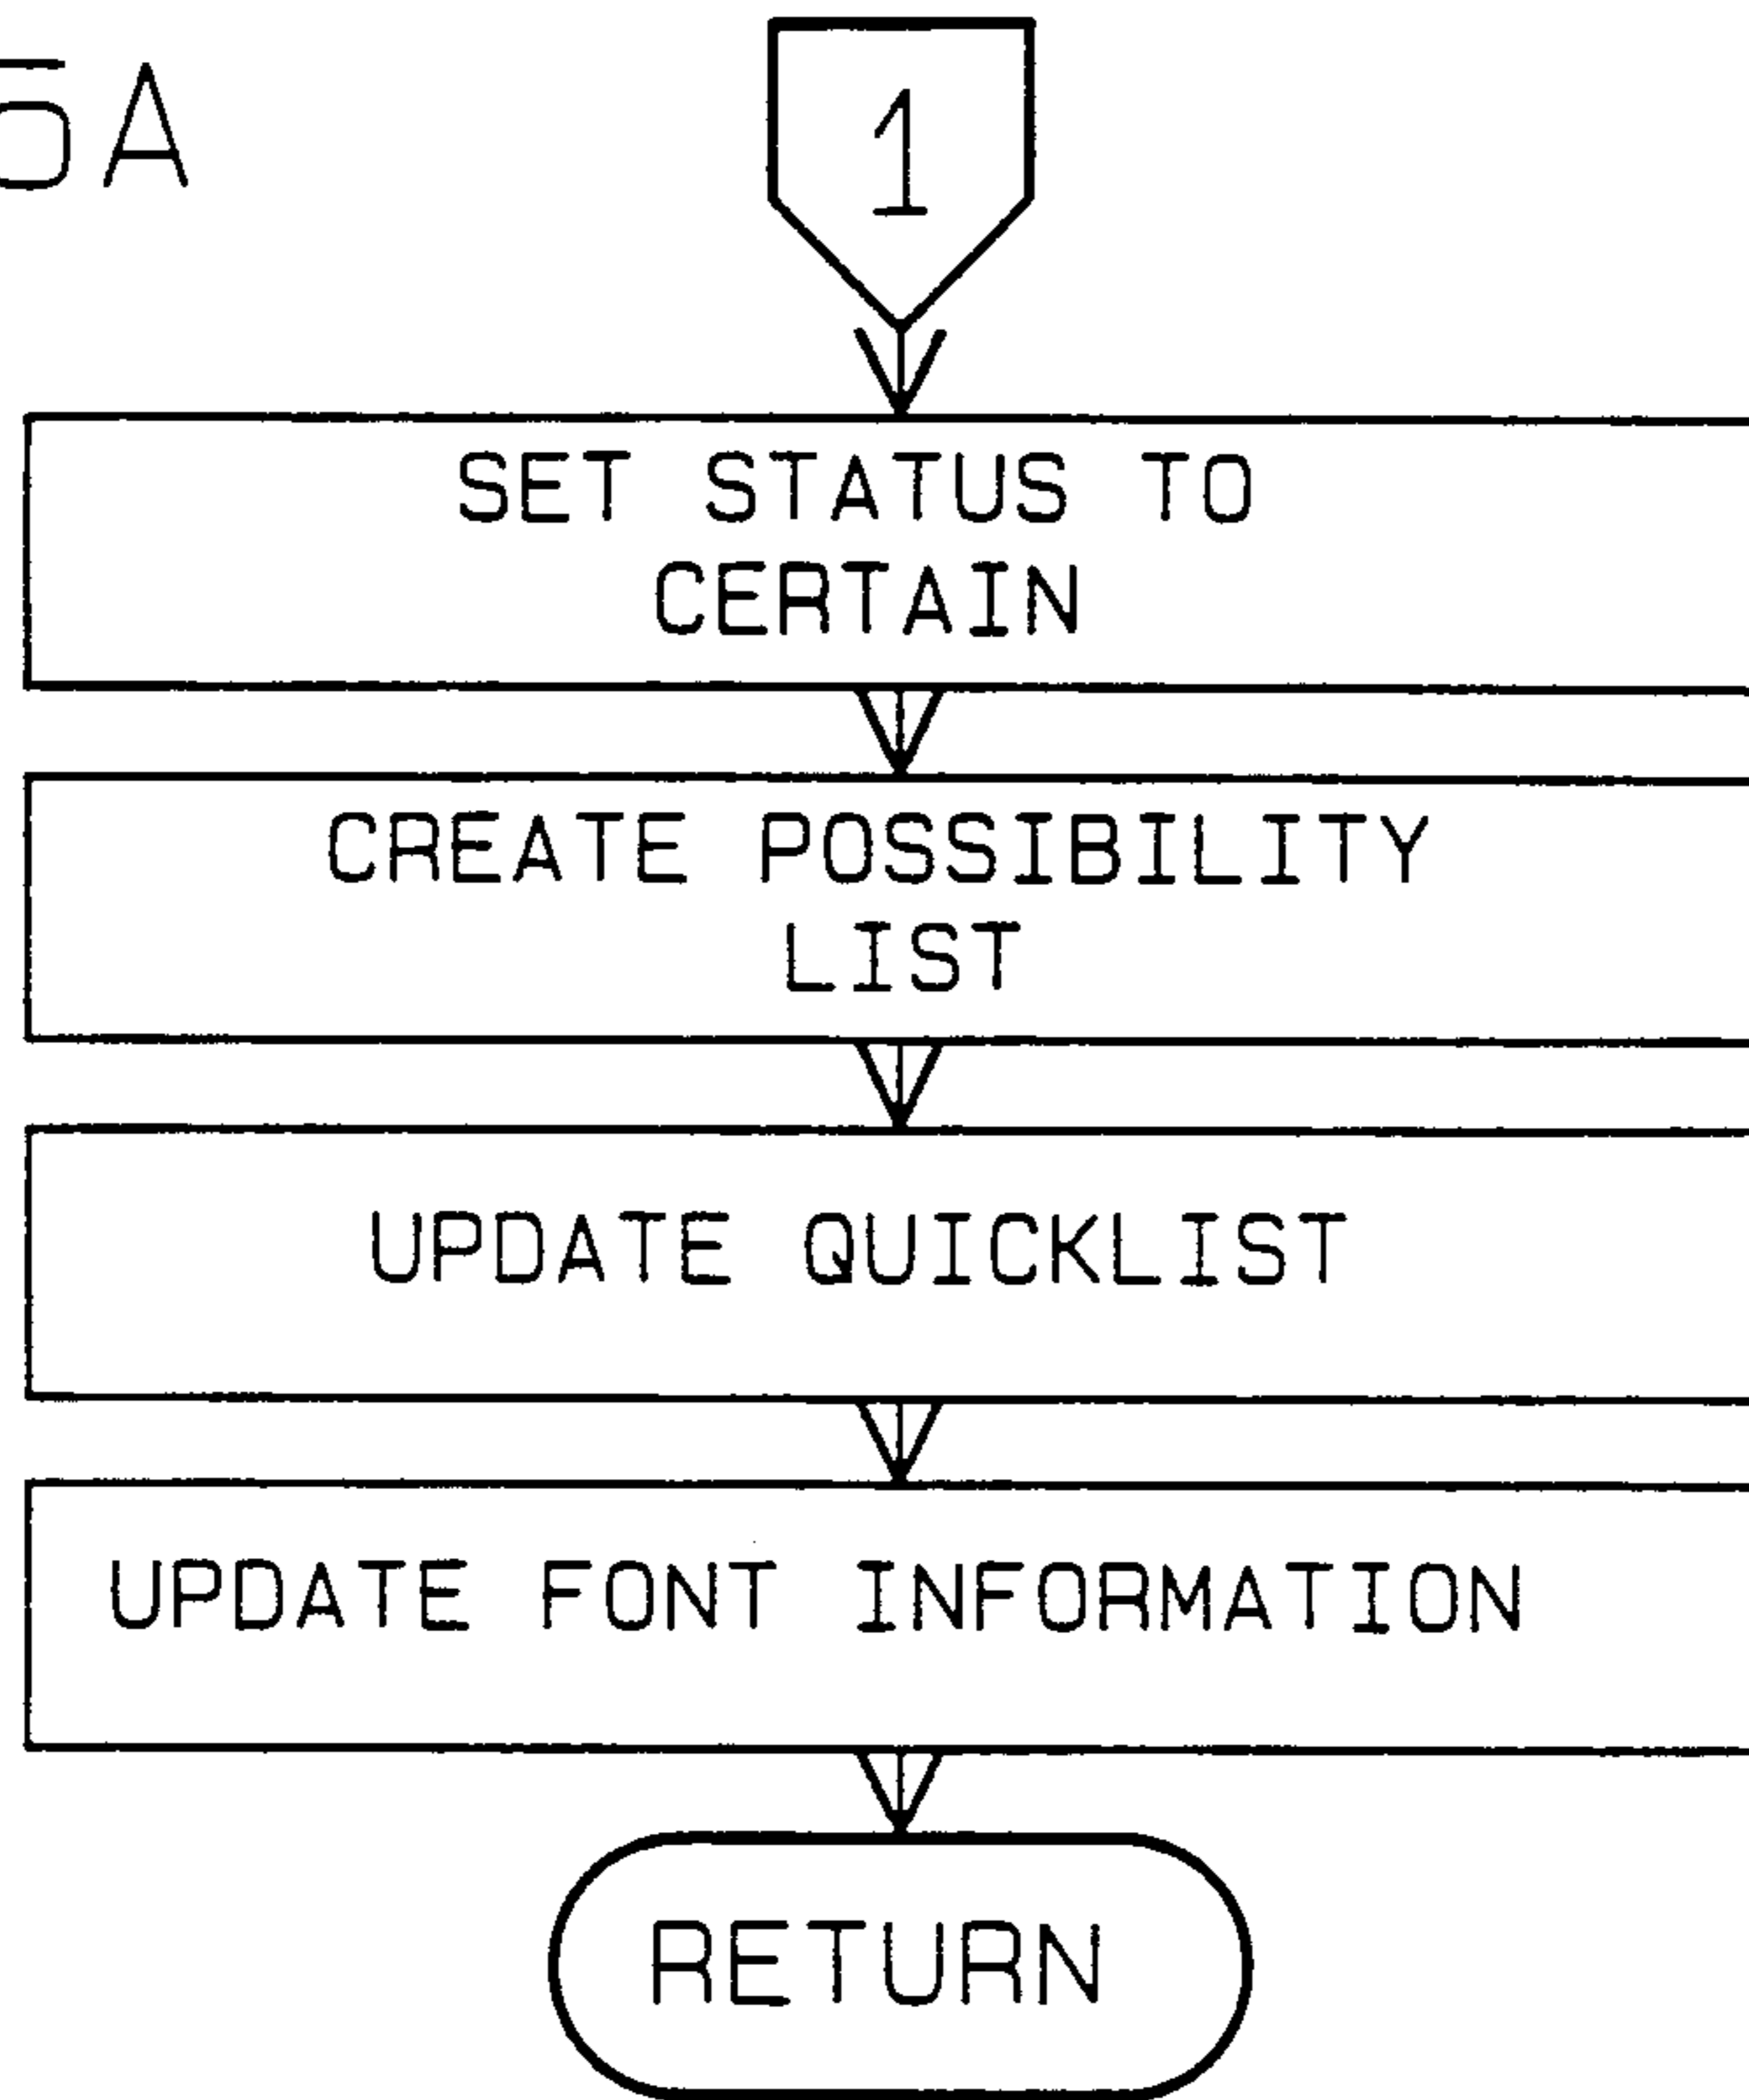 5A
1
SET STATUS TO
CERTAIN
CREATE POSSIBILITY
LIST
UPDATE QUICKLIST
UPDATE FONT INFORMATION
RETURN